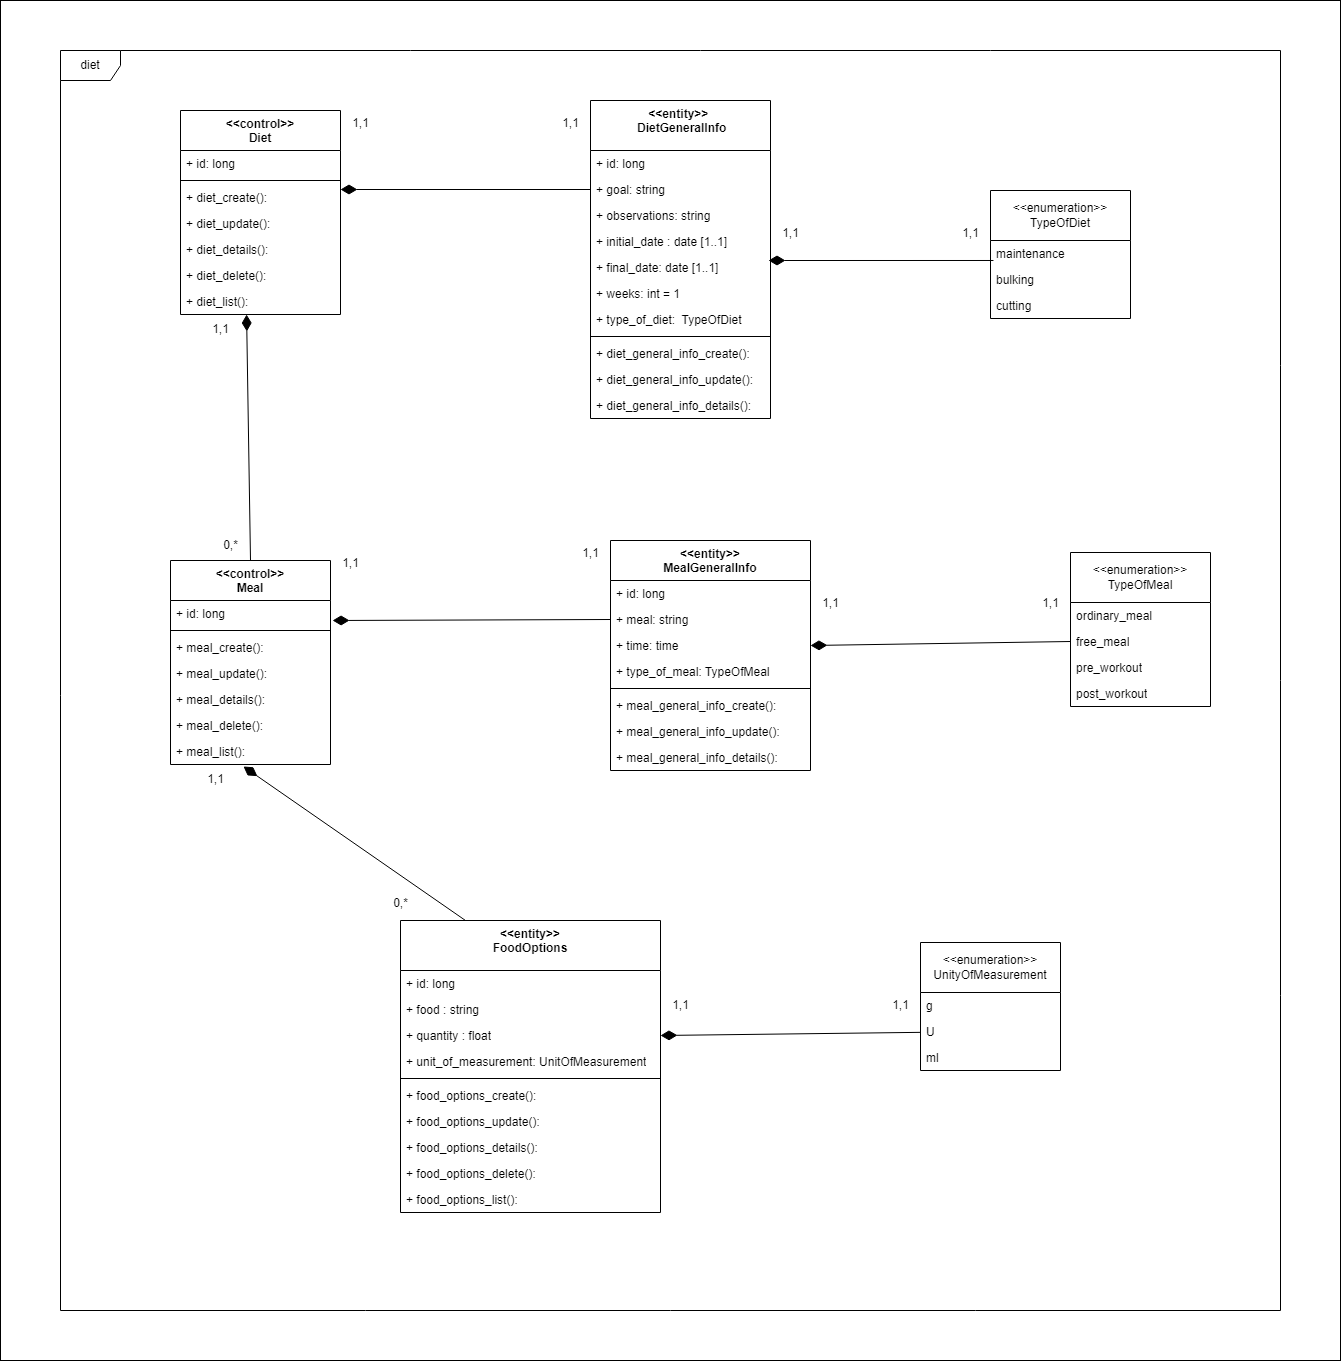 diet
<<control>>
Diet
+ id: long
+ diet_create():
+ diet_update():
+ diet_details():
+ diet_delete():
+ diet_list():
1,1
1,1
<<entity>>
DietGeneralInfo
+ id: long
+ goal: string
+ observations: string
+ initial_date : date [1..1]
+ final_date: date [1..1]
+ weeks: int = 1
+ type_of_diet:  TypeOfDiet
+ diet_general_info_create():
+ diet_general_info_update():
+ diet_general_info_details():
1,1
1,1
<<enumeration>>
TypeOfDiet
maintenance
bulking
cutting
1,1
0,*
<<control>>
Meal
+ id: long
+ meal_create():
+ meal_update():
+ meal_details():
+ meal_delete():
+ meal_list():
1,1
1,1
<<entity>>
MealGeneralInfo
+ id: long
+ meal: string
+ time: time
+ type_of_meal: TypeOfMeal
+ meal_general_info_create():
+ meal_general_info_update():
+ meal_general_info_details():
1,1
1,1
<<enumeration>>
TypeOfMeal
ordinary_meal
free_meal
pre_workout
post_workout
1,1
0,*
<<entity>>
FoodOptions
+ id: long
+ food : string
+ quantity : float
+ unit_of_measurement: UnitOfMeasurement
+ food_options_create():
+ food_options_update():
+ food_options_details():
+ food_options_delete():
+ food_options_list():
1,1
1,1
<<enumeration>>
UnityOfMeasurement
g
U
ml